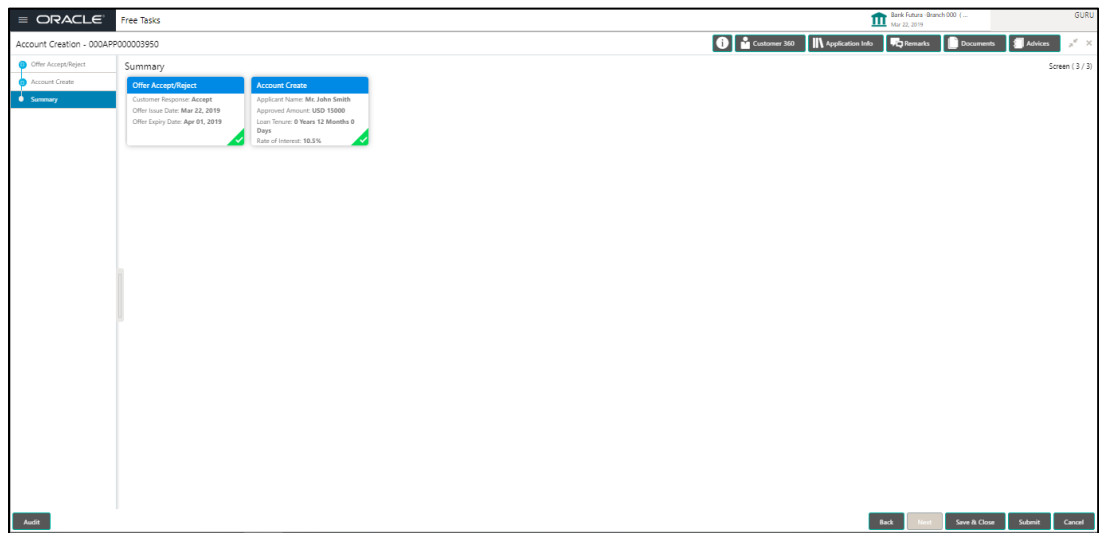 ORACLE Free Tasks Bank Futura -Branch 000 ( ... GURU
Mar 22, 2019
Account Creation - 000APP000003950 Customer 360 Application Info Remarks Documents Advices
Offer Accept/Reject
Account Create
Summary
Summary Screen ( 3 / 3)
Offer Accept/Reject
Customer Response: Accept
Offer Issue Date: Mar 22, 2019
Offer Expiry Date: Apr 01, 2019
Account Create
Applicant Name: Mr. John Smith
Approved Amount: USD 15000
Loan Tenure: 0 Years 12 Months 0
Days
Rate of Interest: 10.5%
Audit Back Next Save & Close Submit Cancel